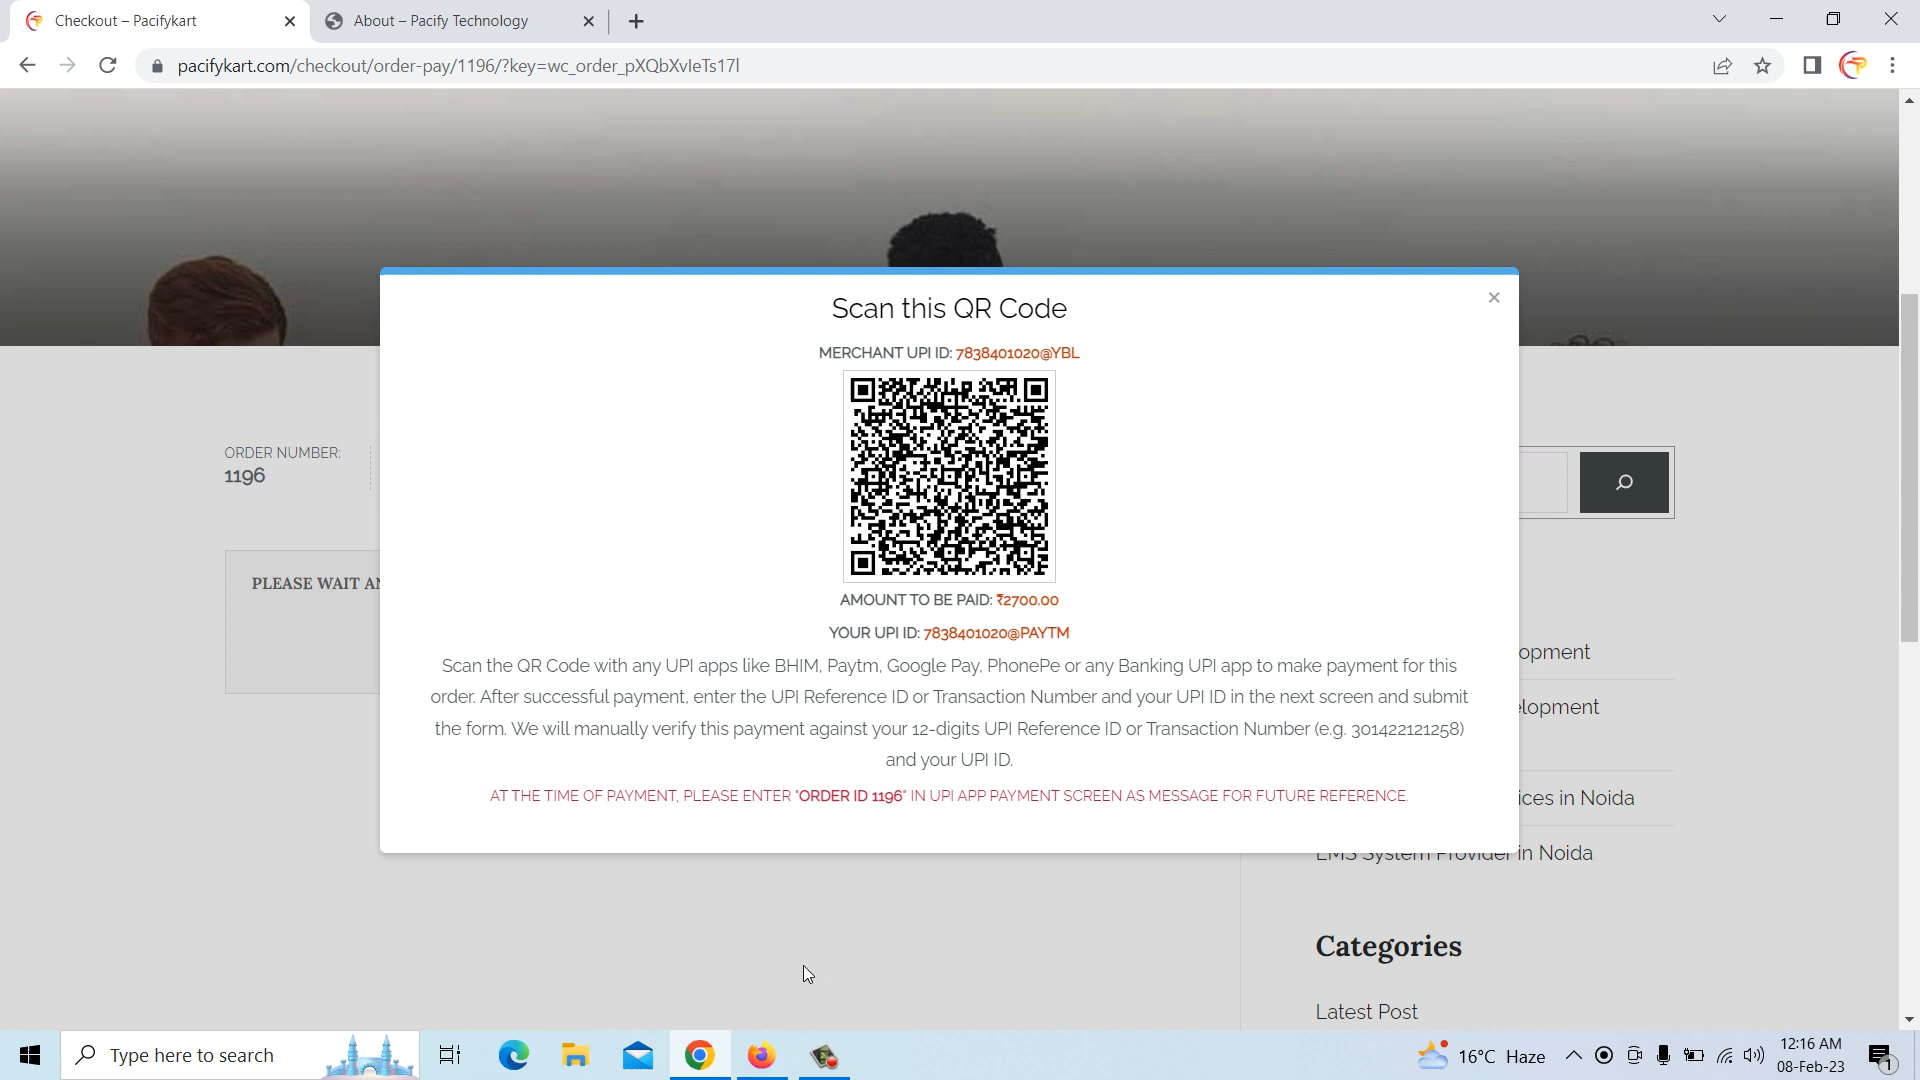 Checkout – Pacifykart
About – Pacify Technology
pacifykart.com/checkout/order-pay/1196/?key=wc_order_pXQbXvIeTs17l
Scan this QR Code
MERCHANT UPI ID: 7838401020@YBL
ORDER NUMBER:
1196
PLEASE WAIT AN
AMOUNT TO BE PAID: ₹2700.00
YOUR UPI ID: 7838401020@PAYTM
Scan the QR Code with any UPI apps like BHIM, Paytm, Google Pay, PhonePe or any Banking UPI app to make payment for this
order. After successful payment, enter the UPI Reference ID or Transaction Number and your UPI ID in the next screen and submit
the form. We will manually verify this payment against your 12-digits UPI Reference ID or Transaction Number (e.g. 301422121258)
and your UPI ID.
AT THE TIME OF PAYMENT, PLEASE ENTER "ORDER ID 1196" IN UPI APP PAYMENT SCREEN AS MESSAGE FOR FUTURE REFERENCE.
opment
elopment
ices in Noida
LMS System Provider in Noida
Categories
Latest Post
Type here to search
16°C Haze
12:16 AM
08-Feb-23
1